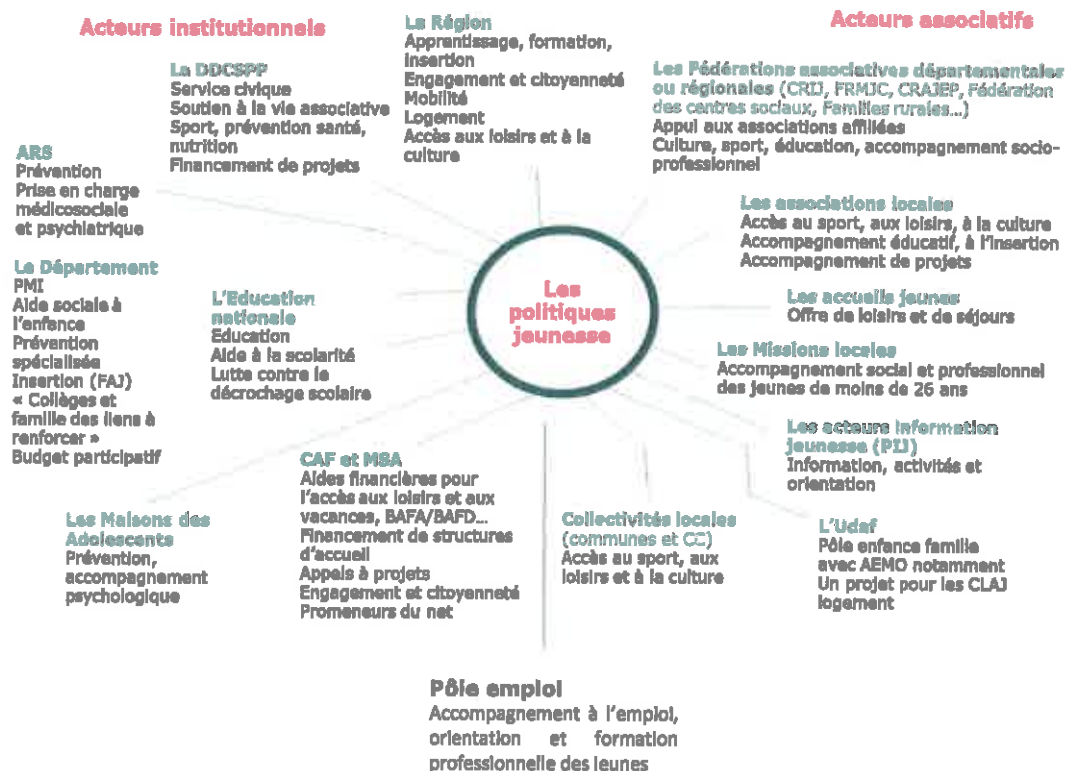 Acteurs institutionnels
Acteurs associatifs
La Région
Apprentissage, formation,
insertion
Engagement et citoyenneté
Mobilité
Logement
Accès aux loisirs et à la
culture
La DDCSPP
Service civique
Soutien à la vie associative
Sport, prévention santé,
nutrition
Financement de projets
Les Fédérations associatives départementales
ou régionales (CRIJ, FRMJC, CRAJEP, Fédération
des centres sociaux, Familles rurales...)
Appui aux associations affiliées
Culture, sport, éducation, accompagnement socio-
professionnel
ARS
Prévention
Prise en charge
médicosociale
et psychiatrique
Les associations locales
Accès au sport, aux loisirs, à la culture
Accompagnement éducatif, à l'insertion
Accompagnement de projets
Le Département
PMI
Aide sociale à
l'enfance
Prévention
spécialisée
Insertion (FAJ)
« Collèges et
famille des liens à
renforcer »
Budget participatif
L'Education
nationale
Education
Aide à la scolarité
Lutte contre le
décrochage scolaire
Les
politiques
jeunesse
Les accueils jeunes
Offre de loisirs et de séjours
Les Missions locales
Accompagnement social et professionnel
des jeunes de moins de 26 ans
Les acteurs information
jeunesse (PIJ)
Information, activités et
orientation
CAF et MSA
Aides financières pour
l'accès aux loisirs et aux
vacances, BAFA/BAFD...
Financement de structures
d'accueil
Appels à projets
Engagement et citoyenneté
Promeneurs du net
Les Maisons des
Adolescents
Prévention,
accompagnement
psychologique
Collectivités locales
(communes et CC)
Accès au sport, aux
loisirs et à la culture
L'Udaf
Pôle enfance famille
avec AEMO notamment
Un projet pour les CLAJ
logement
Pôle emploi
Accompagnement à l'emploi,
orientation et formation
professionnelle des jeunes